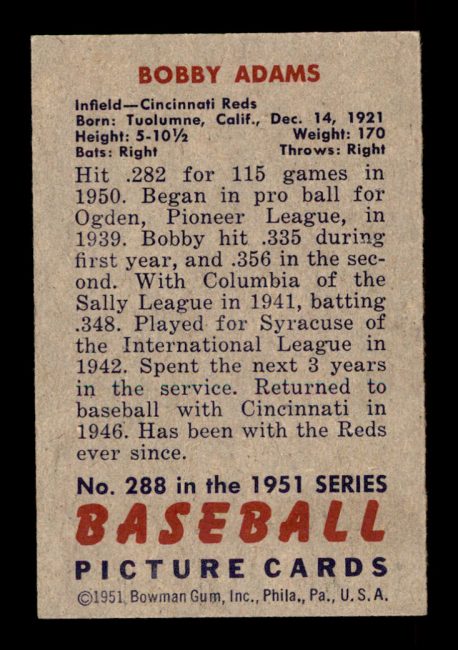 BOBBY ADAMS
Infield—Cincinnati Reds
Born: Tuolumne, Calif., Dec. 14, 1921
Height: 5-10½ Weight: 170
Bats: Right Throws: Right
Hit .282 for 115 games in
1950. Began in pro ball for
Ogden, Pioneer League, in
1939. Bobby hit .335 during
first year, and .356 in the sec-
ond. With Columbia of the
Sally League in 1941, batting
.348. Played for Syracuse of
the International League in
1942. Spent the next 3 years
in the service. Returned to
baseball with Cincinnati in
1946. Has been with the Reds
ever since.
No. 288 in the 1951 SERIES
BASEBALL
PICTURE CARDS
©1951, Bowman Gum, Inc., Phila., Pa., U.S.A.